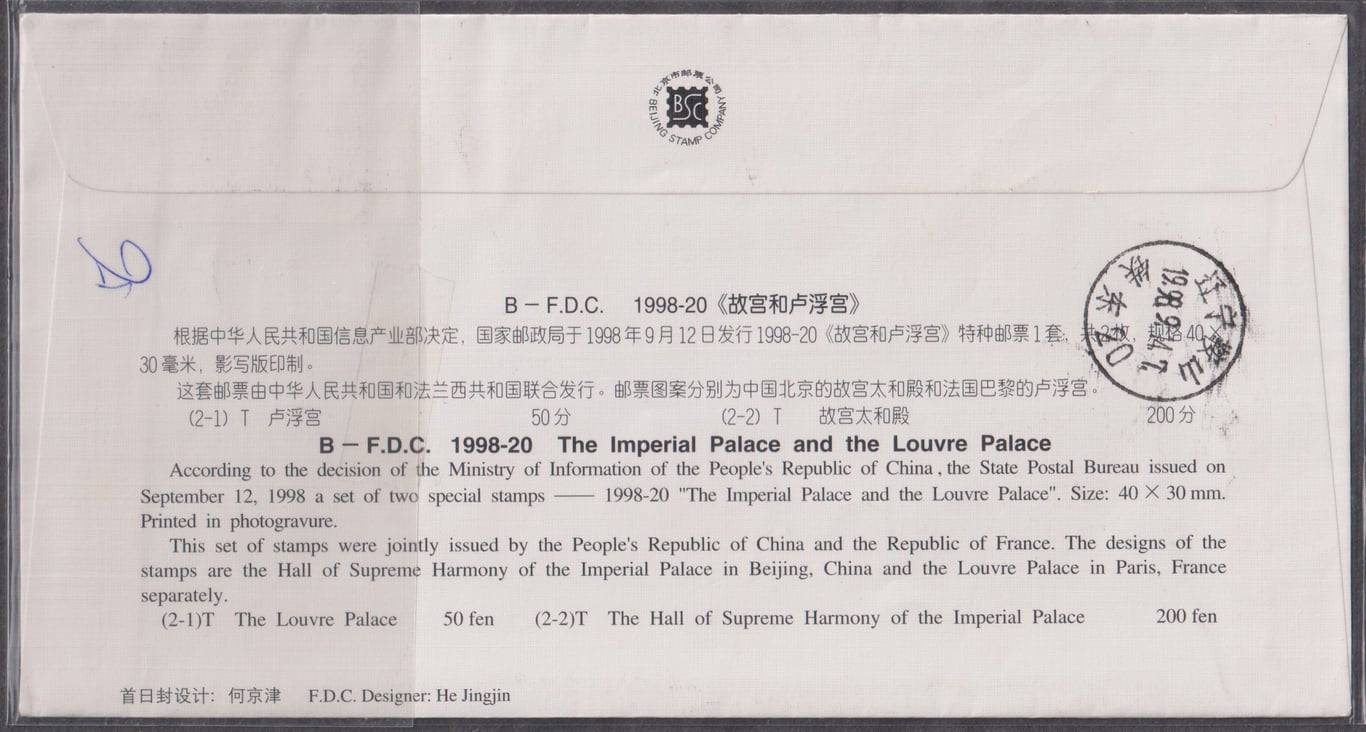 北京市邮票公司
BSC
BEIJING STAMP COMPANY
B – F.D.C. 1998-20《故宫和卢浮宫》
根据中华人民共和国信息产业部决定，国家邮政局于1998年9月12日发行1998-20《故宫和卢浮宫》特种邮票1套，共2枚，规格40×
30毫米，影写版印制。
这套邮票由中华人民共和国和法兰西共和国联合发行。邮票图案分别为中国北京的故宫太和殿和法国巴黎的卢浮宫。
(2-1) T 卢浮宫 50分 (2-2) T 故宫太和殿 200分
B – F.D.C. 1998-20 The Imperial Palace and the Louvre Palace
According to the decision of the Ministry of Information of the People's Republic of China, the State Postal Bureau issued on
September 12, 1998 a set of two special stamps —— 1998-20 "The Imperial Palace and the Louvre Palace". Size: 40 × 30 mm.
Printed in photogravure.
This set of stamps were jointly issued by the People's Republic of China and the Republic of France. The designs of the
stamps are the Hall of Supreme Harmony of the Imperial Palace in Beijing, China and the Louvre Palace in Paris, France
separately.
(2-1)T The Louvre Palace 50 fen (2-2)T The Hall of Supreme Harmony of the Imperial Palace 200 fen
首日封设计：何京津 F.D.C. Designer: He Jingjin
辽宁鞍山